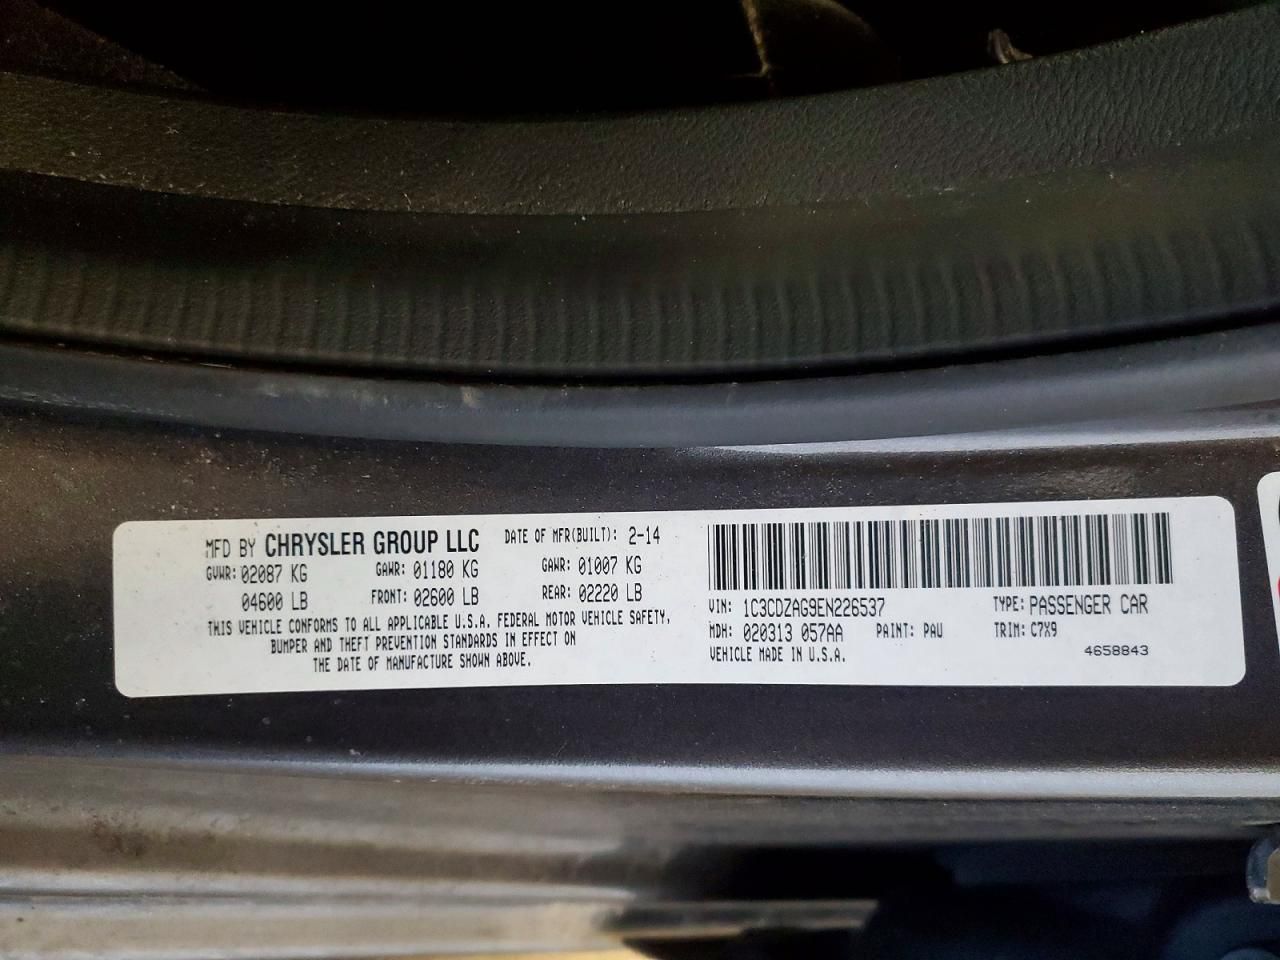 MFD BY CHRYSLER GROUP LLC DATE OF MFR(BUILT): 2-14
GVWR: 02087 KG GAWR: 01180 KG GAWR: 01007 KG
04600 LB FRONT: 02600 LB REAR: 02220 LB
THIS VEHICLE CONFORMS TO ALL APPLICABLE U.S.A. FEDERAL MOTOR VEHICLE SAFETY,
BUMPER AND THEFT PREVENTION STANDARDS IN EFFECT ON
THE DATE OF MANUFACTURE SHOWN ABOVE.
VIN: 1C3CDZAG9EN226537 TYPE: PASSENGER CAR
MDH: 020313 057AA PAINT: PAU TRIM: C7X9
VEHICLE MADE IN U.S.A. 4658843